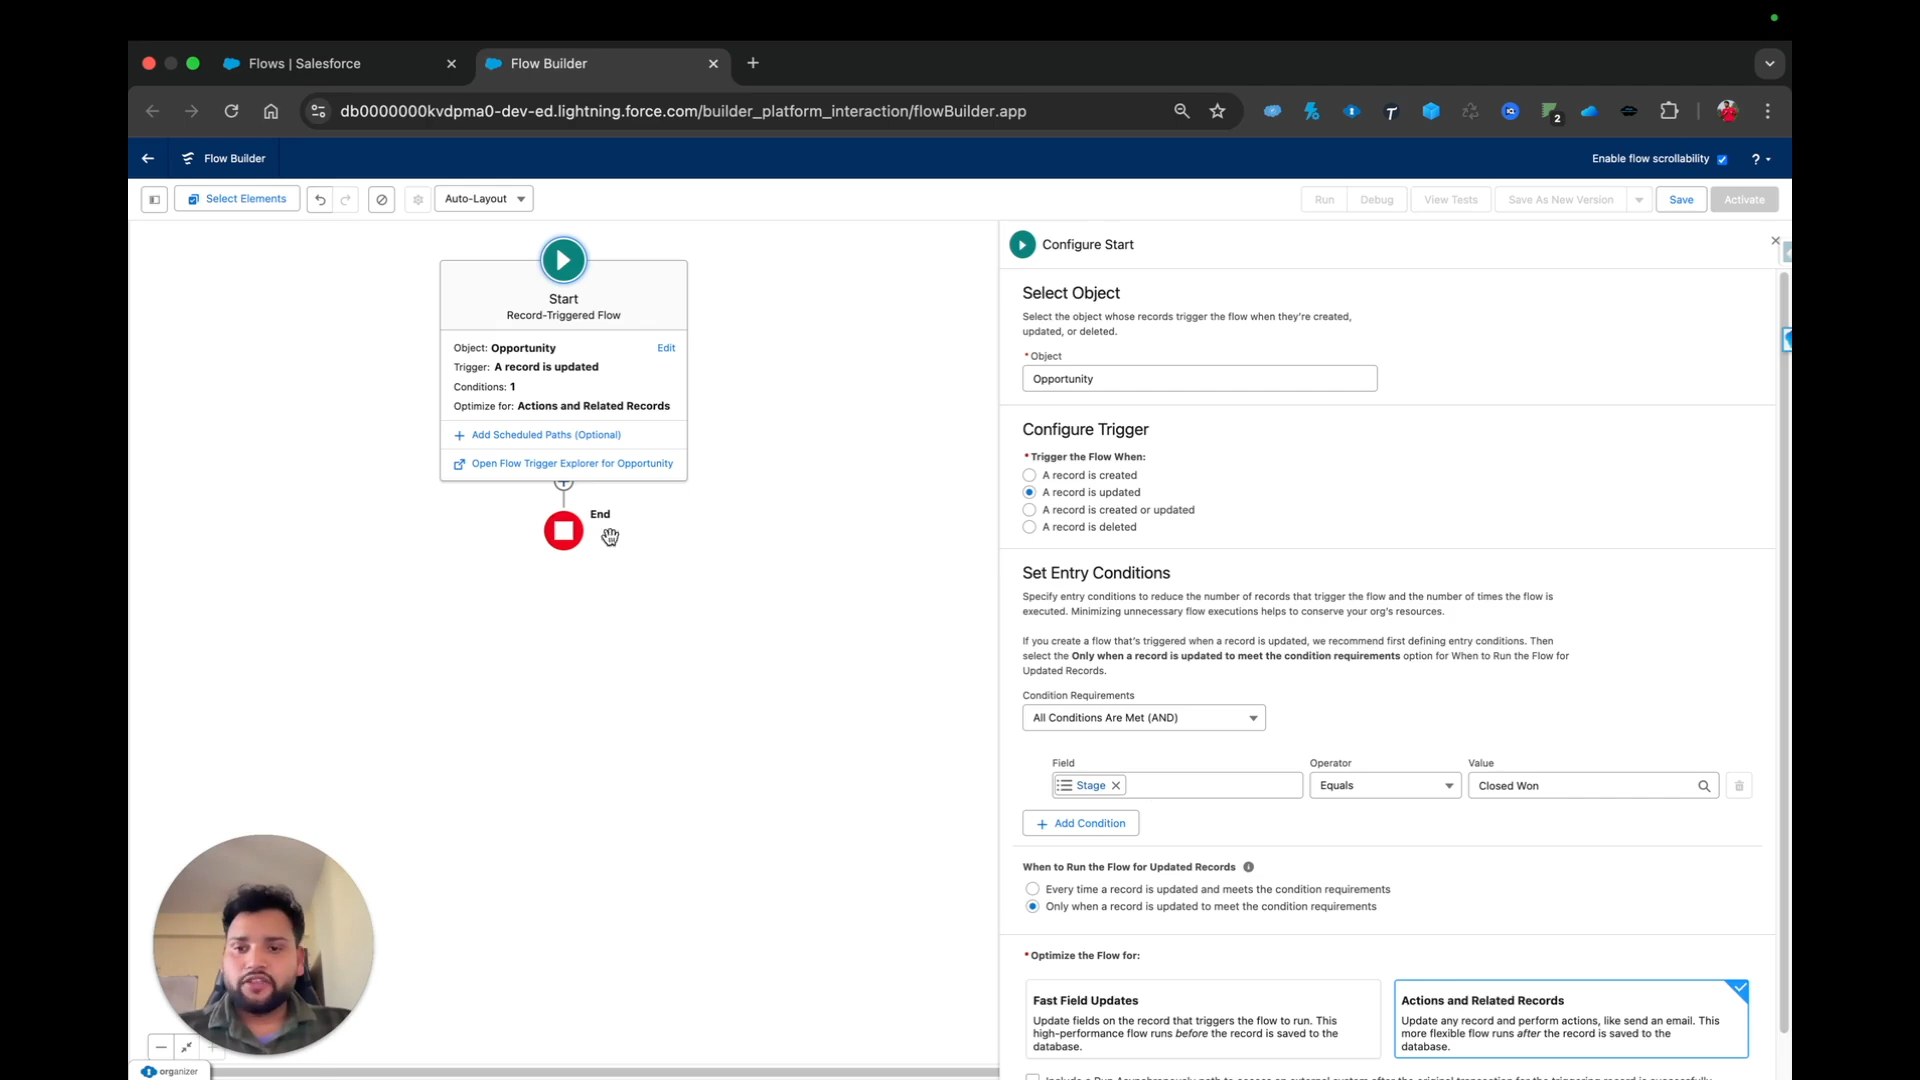 Flows | Salesforce
Flow Builder
db0000000kvdpma0-dev-ed.lightning.force.com/builder_platform_interaction/flowBuilder.app
2
Flow Builder
Enable flow scrollability
?
Select Elements
Auto-Layout
Run
Debug
View Tests
Save As New Version
Save
Activate
Start
Record-Triggered Flow
Object: Opportunity
Edit
Trigger: A record is updated
Conditions: 1
Optimize for: Actions and Related Records
Add Scheduled Paths (Optional)
Open Flow Trigger Explorer for Opportunity
End
organizer
Configure Start
Select Object
Select the object whose records trigger the flow when they're created,
updated, or deleted.
*Object
Opportunity
Configure Trigger
*Trigger the Flow When:
A record is created
A record is updated
A record is created or updated
A record is deleted
Set Entry Conditions
Specify entry conditions to reduce the number of records that trigger the flow and the number of times the flow is
executed. Minimizing unnecessary flow executions helps to conserve your org's resources.
If you create a flow that's triggered when a record is updated, we recommend first defining entry conditions. Then
select the Only when a record is updated to meet the condition requirements option for When to Run the Flow for
Updated Records.
Condition Requirements
All Conditions Are Met (AND)
Field
Operator
Value
Stage
Equals
Closed Won
Add Condition
When to Run the Flow for Updated Records
Every time a record is updated and meets the condition requirements
Only when a record is updated to meet the condition requirements
*Optimize the Flow for:
Fast Field Updates
Update fields on the record that triggers the flow to run. This
high-performance flow runs before the record is saved to the
database.
Actions and Related Records
Update any record and perform actions, like send an email. This
more flexible flow runs after the record is saved to the
database.